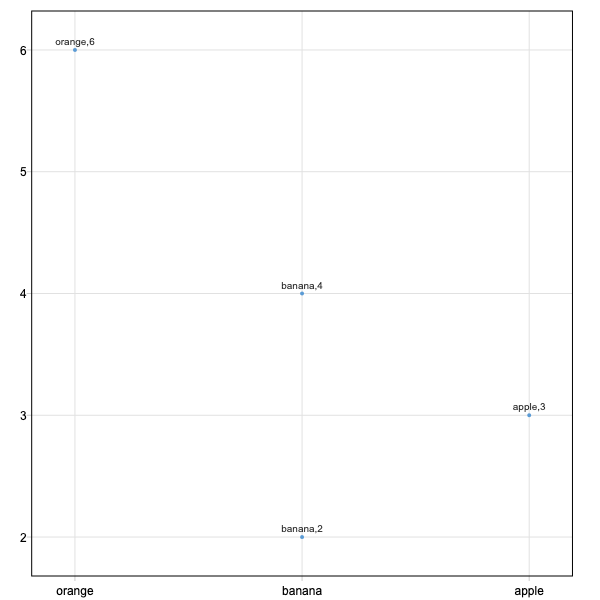 6
orange,6
5
4
banana,4
3
apple,3
2
banana,2
orange banana apple